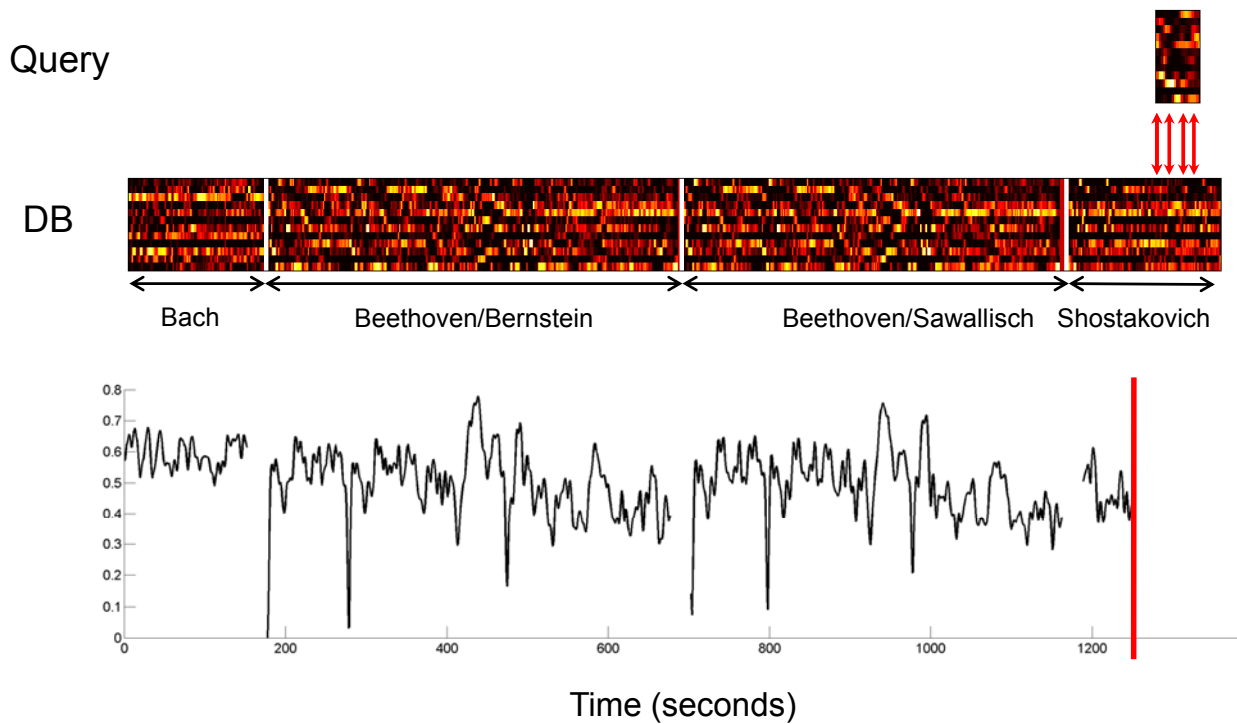 Query
DB
Bach
Beethoven/Bernstein
Beethoven/Sawallisch
Shostakovich
0.8
0.7
0.6
0.5
0.4
0.3
0.2
0.1
0
0 200 400 600 800 1000 1200
Time (seconds)